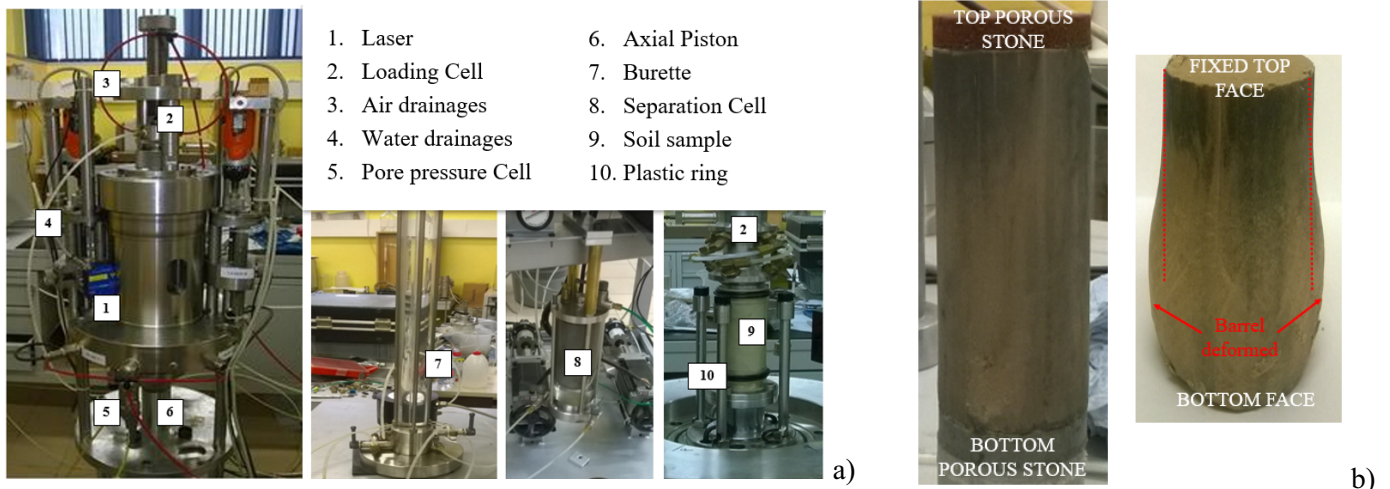 1. Laser
2. Loading Cell
3. Air drainages
4. Water drainages
5. Pore pressure Cell
6. Axial Piston
7. Burette
8. Separation Cell
9. Soil sample
10. Plastic ring
3
2
4
1
5
6
7
8
2
9
10
a)
TOP POROUS
STONE
BOTTOM
POROUS STONE
FIXED TOP
FACE
Barrel
deformed
BOTTOM FACE
b)